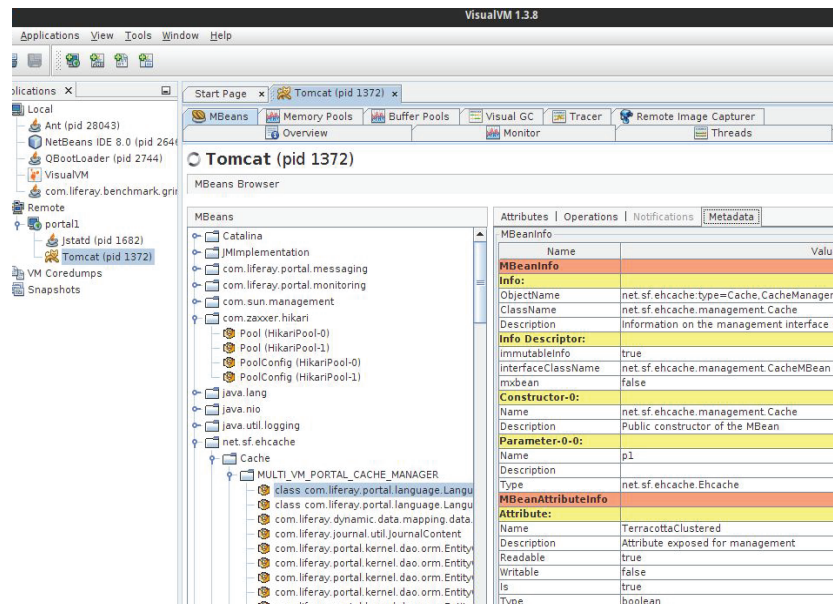 VisualVM 1.3.8
Applications View Tools Window Help
plications
Start Page
Tomcat (pid 1372)
Local
Ant (pid 28043)
NetBeans IDE 8.0 (pid 264
QBootLoader (pid 2744)
VisualVM
com.liferay.benchmark.grin
Remote
portal1
Jstatd (pid 1682)
Tomcat (pid 1372)
VM Coredumps
Snapshots
MBeans Memory Pools Buffer Pools Visual GC Tracer Remote Image Capturer
Overview Monitor Threads
Tomcat (pid 1372)
MBeans Browser
MBeans
Catalina
JMImplementation
com.liferay.portal.messaging
com.liferay.portal.monitoring
com.sun.management
com.zaxxer.hikari
Pool (HikariPool-0)
Pool (HikariPool-1)
PoolConfig (HikariPool-0)
PoolConfig (HikariPool-1)
java.lang
java.nio
java.util.logging
net.sf.ehcache
Cache
MULTI_VM_PORTAL_CACHE_MANAGER
class com.liferay.portal.language.Langu
class com.liferay.portal.language.Langu
com.liferay.dynamic.data.mapping.data.
com.liferay.journal.util.JournalContent
com.liferay.portal.kernel.dao.orm.Entity
com.liferay.portal.kernel.dao.orm.Entity
com.liferay.portal.kernel.dao.orm.Entity
com.liferay.portal.kernel.dao.orm.Entity
com.liferay.portal.kernel.dao.orm.Entity
Attributes | Operations | Notifications | Metadata
MBeanInfo
Name Valu
MBeanInfo
Info:
ObjectName net.sf.ehcache:type=Cache,CacheManager
ClassName net.sf.ehcache.management.Cache
Description Information on the management interface
Info Descriptor:
immutableInfo true
interfaceClassName net.sf.ehcache.management.CacheMBean
mxbean false
Constructor-0:
Name net.sf.ehcache.management.Cache
Description Public constructor of the MBean
Parameter-0-0:
Name p1
Description
Type net.sf.ehcache.Ehcache
MBeanAttributeInfo
Attribute:
Name TerracottaClustered
Description Attribute exposed for management
Readable true
Writable false
Is true
Type boolean